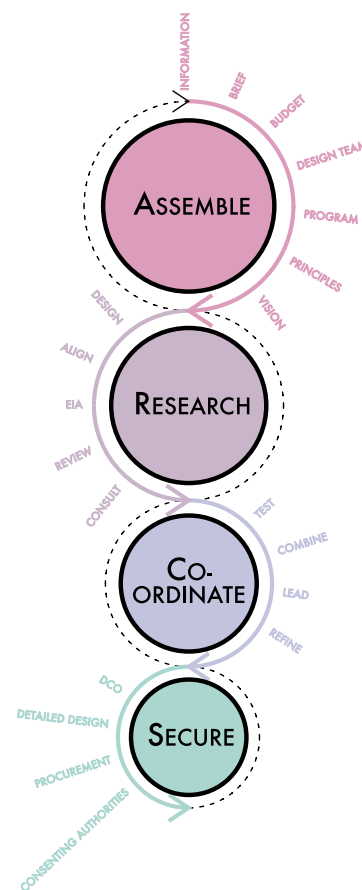 INFORMATION
BRIEF
BUDGET
DESIGN TEAM
PROGRAM
PRINCIPLES
VISION
ASSEMBLE
DESIGN
ALIGN
EIA
REVIEW
CONSULT
RESEARCH
TEST
COMBINE
LEAD
REFINE
CO-
ORDINATE
DCO
DETAILED DESIGN
PROCUREMENT
CONSENTING AUTHORITIES
SECURE